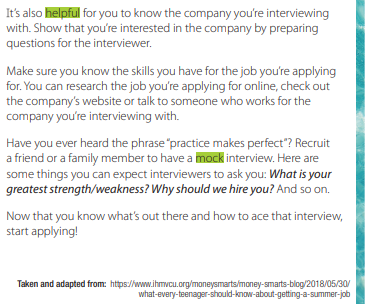 It's also helpful for you to know the company you're interviewing
with. Show that you're interested in the company by preparing
questions for the interviewer.
Make sure you know the skills you have for the job you're applying
for. You can research the job you're applying for online, check out
the company's website or talk to someone who works for the
company you're interviewing with.
Have you ever heard the phrase "practice makes perfect"? Recruit
a friend or a family member to have a mock interview. Here are
some things you can expect interviewers to ask you: What is your
greatest strength/weakness? Why should we hire you? And so on.
Now that you know what's out there and how to ace that interview,
start applying!
Taken and adapted from: https://www.ihmvcu.org/moneysmarts/money-smarts-blog/2018/05/30/
what-every-teenager-should-know-about-getting-a-summer-job